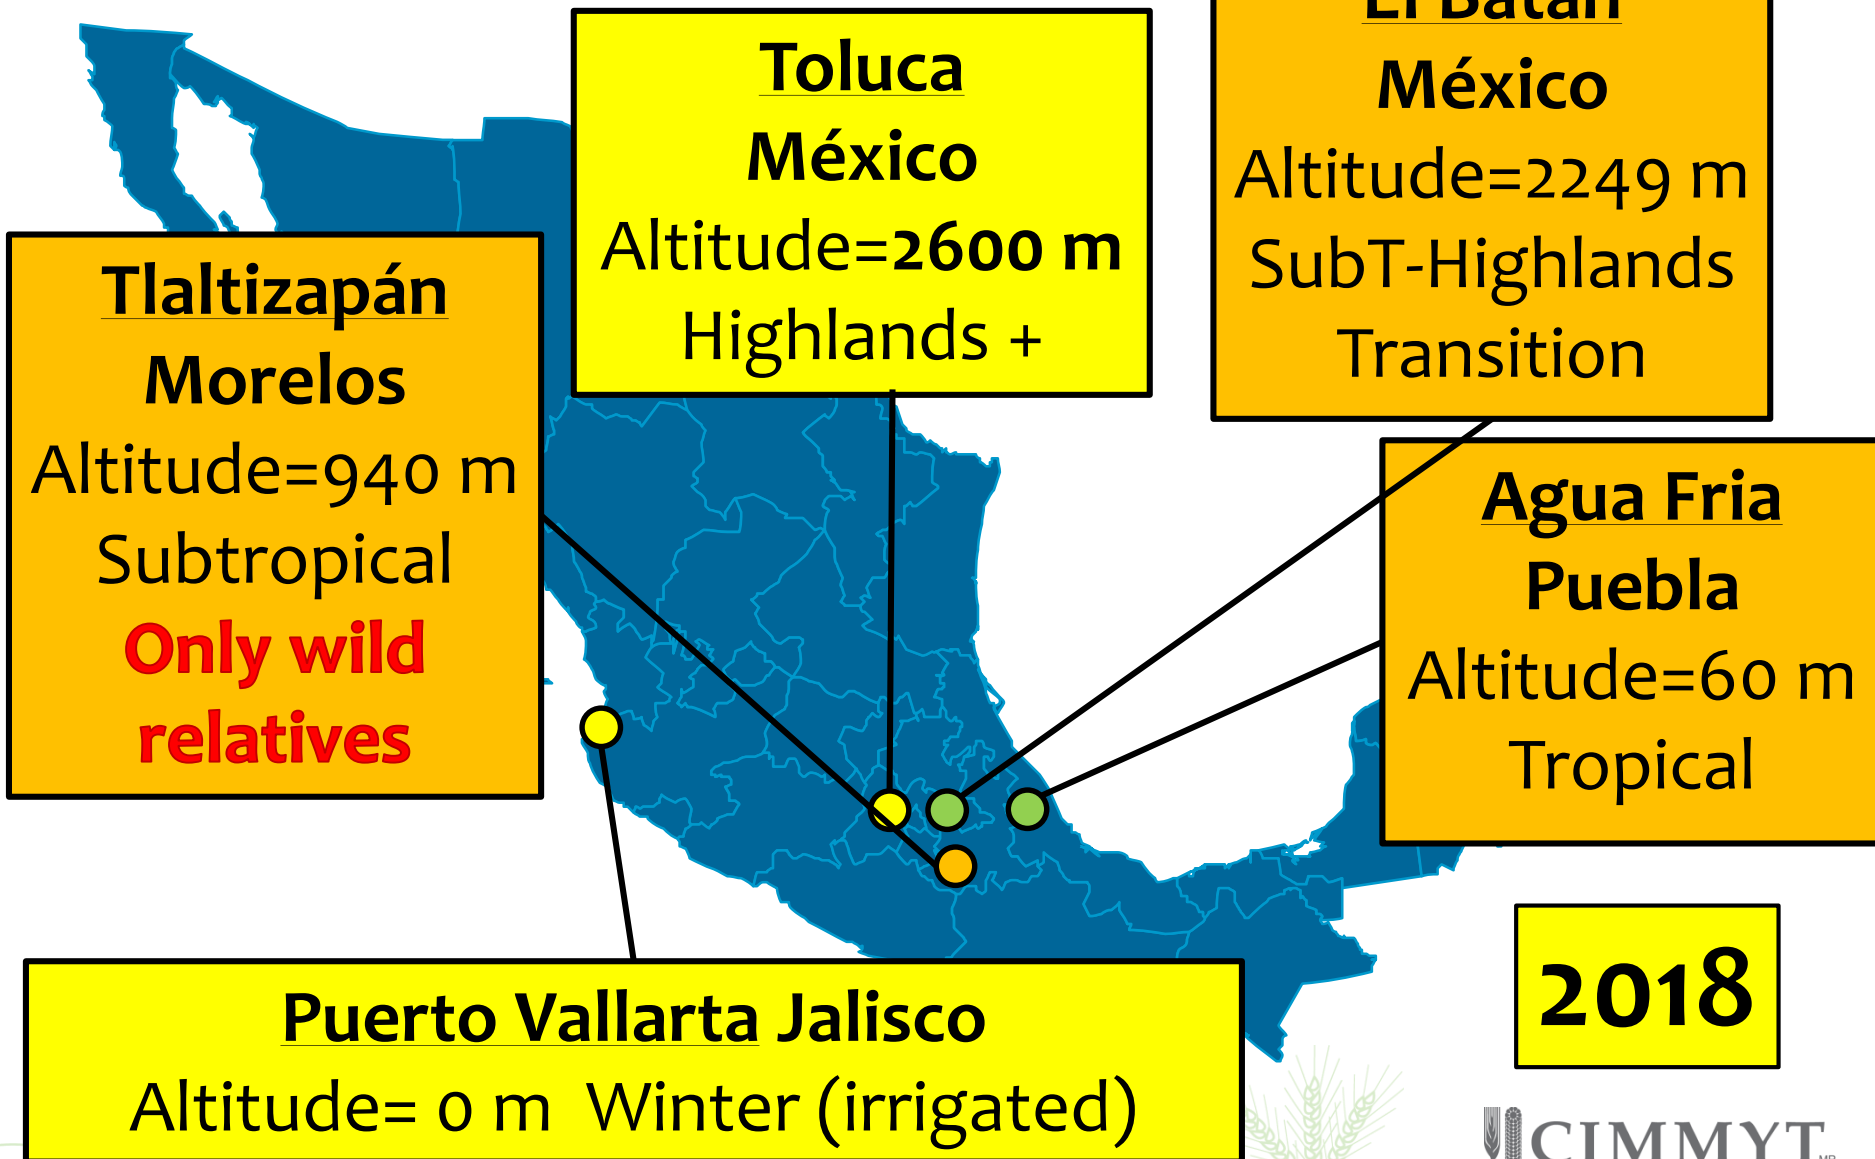 Toluca
México
Altitude=2600 m
Highlands +
El Batán
México
Altitude=2249 m
SubT-Highlands
Transition
Tlaltizapán
Morelos
Altitude=940 m
Subtropical
Only wild
relatives
Agua Fria
Puebla
Altitude=60 m
Tropical
Puerto Vallarta Jalisco
Altitude= 0 m Winter (irrigated)
2018
CIMMYT